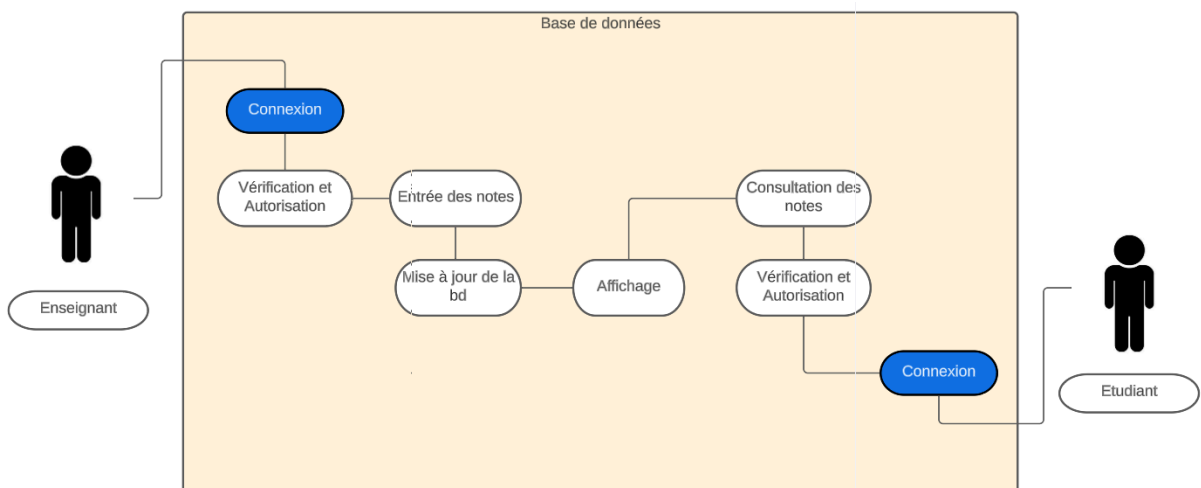 Base de données
Connexion
Vérification et
Autorisation
Entrée des notes
Consultation des
notes
Mise à jour de la
bd
Affichage
Vérification et
Autorisation
Enseignant
Connexion
Etudiant